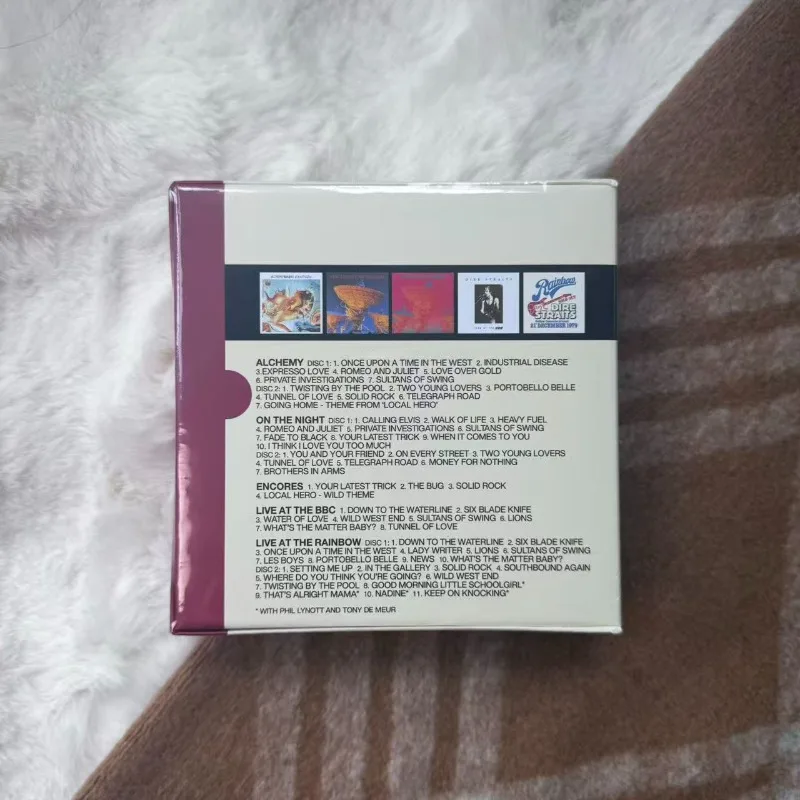 DIRE STRAITS
Rainbow
DIRE
STRAITS
21 DECEMBER 1979
ALCHEMY DISC 1: 1. ONCE UPON A TIME IN THE WEST 2. INDUSTRIAL DISEASE
3.EXPRESSO LOVE 4. ROMEO AND JULIET 5. LOVE OVER GOLD
6. PRIVATE INVESTIGATIONS 7. SULTANS OF SWING
DISC 2: 1. TWISTING BY THE POOL 2. TWO YOUNG LOVERS 3. PORTOBELLO BELLE
4. TUNNEL OF LOVE 5. SOLID ROCK 6. TELEGRAPH ROAD
7. GOING HOME - THEME FROM 'LOCAL HERO'
ON THE NIGHT DISC 1: 1. CALLING ELVIS 2. WALK OF LIFE 3. HEAVY FUEL
4. ROMEO AND JULIET 5. PRIVATE INVESTIGATIONS 6. SULTANS OF SWING
7. FADE TO BLACK 8. YOUR LATEST TRICK 9. WHEN IT COMES TO YOU
10. I THINK I LOVE YOU TOO MUCH
DISC 2: 1. YOU AND YOUR FRIEND 2. ON EVERY STREET 3. TWO YOUNG LOVERS
4. TUNNEL OF LOVE 5. TELEGRAPH ROAD 6. MONEY FOR NOTHING
7. BROTHERS IN ARMS
ENCORES 1. YOUR LATEST TRICK 2. THE BUG 3. SOLID ROCK
4. LOCAL HERO - WILD THEME
LIVE AT THE BBC 1. DOWN TO THE WATERLINE 2. SIX BLADE KNIFE
3. WATER OF LOVE 4. WILD WEST END 5. SULTANS OF SWING 6. LIONS
7. WHAT'S THE MATTER BABY? 8. TUNNEL OF LOVE
LIVE AT THE RAINBOW DISC 1: 1. DOWN TO THE WATERLINE 2. SIX BLADE KNIFE
3. ONCE UPON A TIME IN THE WEST 4. LADY WRITER 5. LIONS 6. SULTANS OF SWING
7. LES BOYS 8. PORTOBELLO BELLE 9. NEWS 10. WHAT'S THE MATTER BABY?
DISC 2: 1. SETTING ME UP 2. IN THE GALLERY 3. SOLID ROCK 4. SOUTHBOUND AGAIN
5. WHERE DO YOU THINK YOU'RE GOING? 6. WILD WEST END
7. TWISTING BY THE POOL 8. GOOD MORNING LITTLE SCHOOLGIRL*
9. THAT'S ALRIGHT MAMA* 10. NADINE* 11. KEEP ON KNOCKING*
* WITH PHIL LYNOTT AND TONY DE MEUR